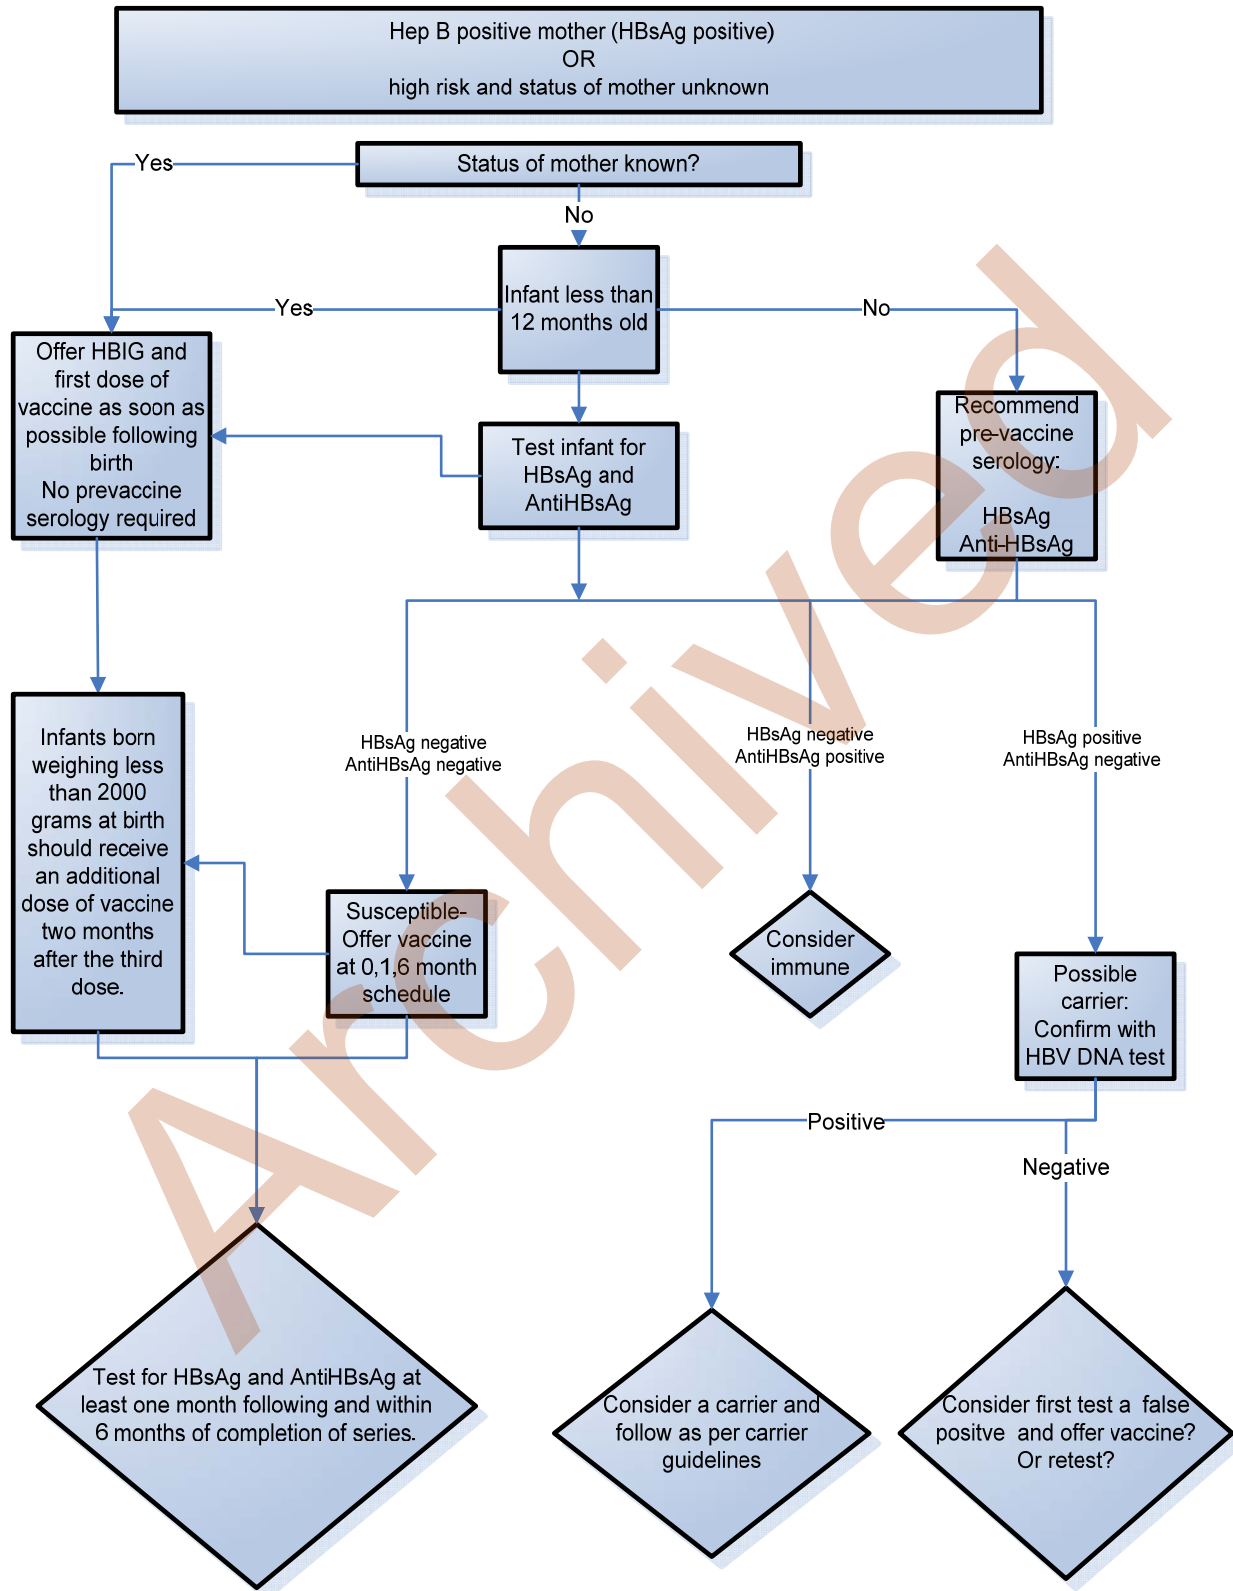 Hep B positive mother (HBsAg positive)
OR
high risk and status of mother unknown
Status of mother known?
Yes
No
Infant less than
12 months old
Yes
No
Offer HBIG and
first dose of
vaccine as soon as
possible following
birth
No prevaccine
serology required
Test infant for
HBsAg and
AntiHBsAg
Recommend
pre-vaccine
serology:
HBsAg
Anti-HBsAg
Infants born
weighing less
than 2000
grams at birth
should receive
an additional
dose of vaccine
two months
after the third
dose.
HBsAg negative
AntiHBsAg negative
HBsAg negative
AntiHBsAg positive
HBsAg positive
AntiHBsAg negative
Susceptible-
Offer vaccine
at 0,1,6 month
schedule
Consider
immune
Possible
carrier:
Confirm with
HBV DNA test
Positive
Negative
Test for HBsAg and AntiHBsAg at
least one month following and within
6 months of completion of series.
Consider a carrier and
follow as per carrier
guidelines
Consider first test a false
positve and offer vaccine?
Or retest?
Archived